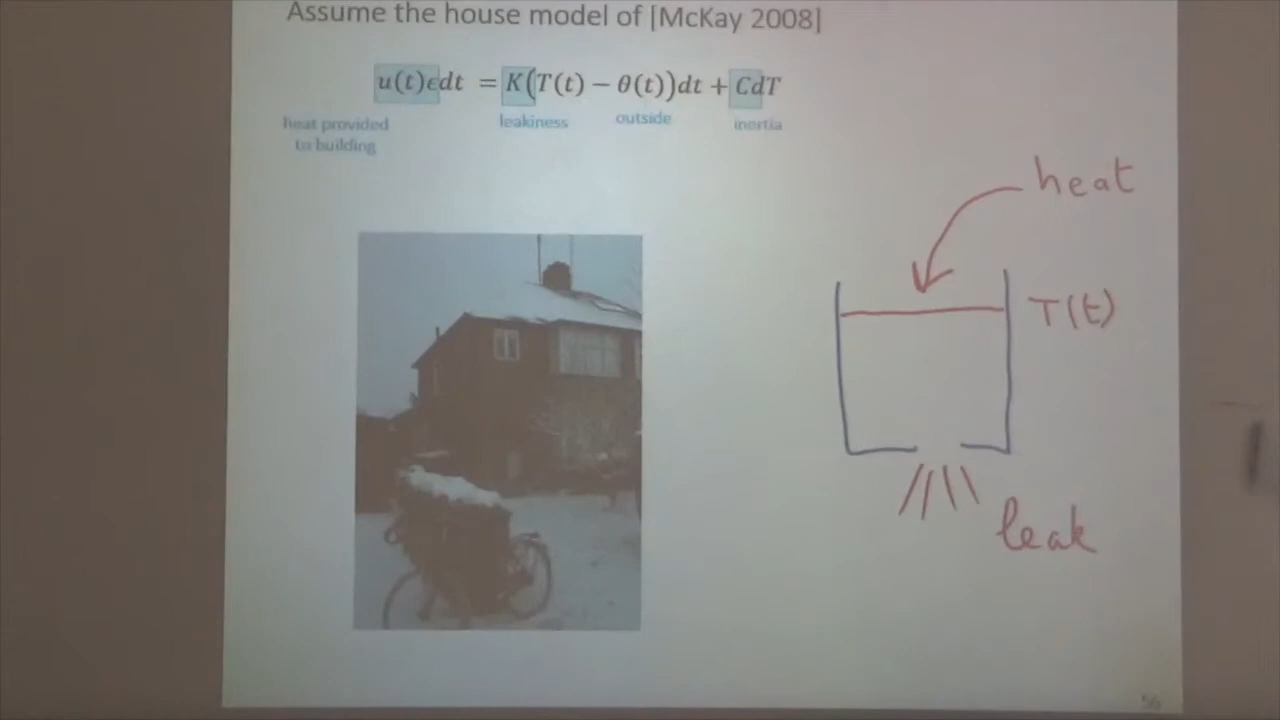 Assume the house model of [McKay 2008]
u(t)ϵdt = K(T(t) − θ(t))dt + CdT
heat provided
to building
leakiness
outside
inertia
heat
T(t)
leak
56